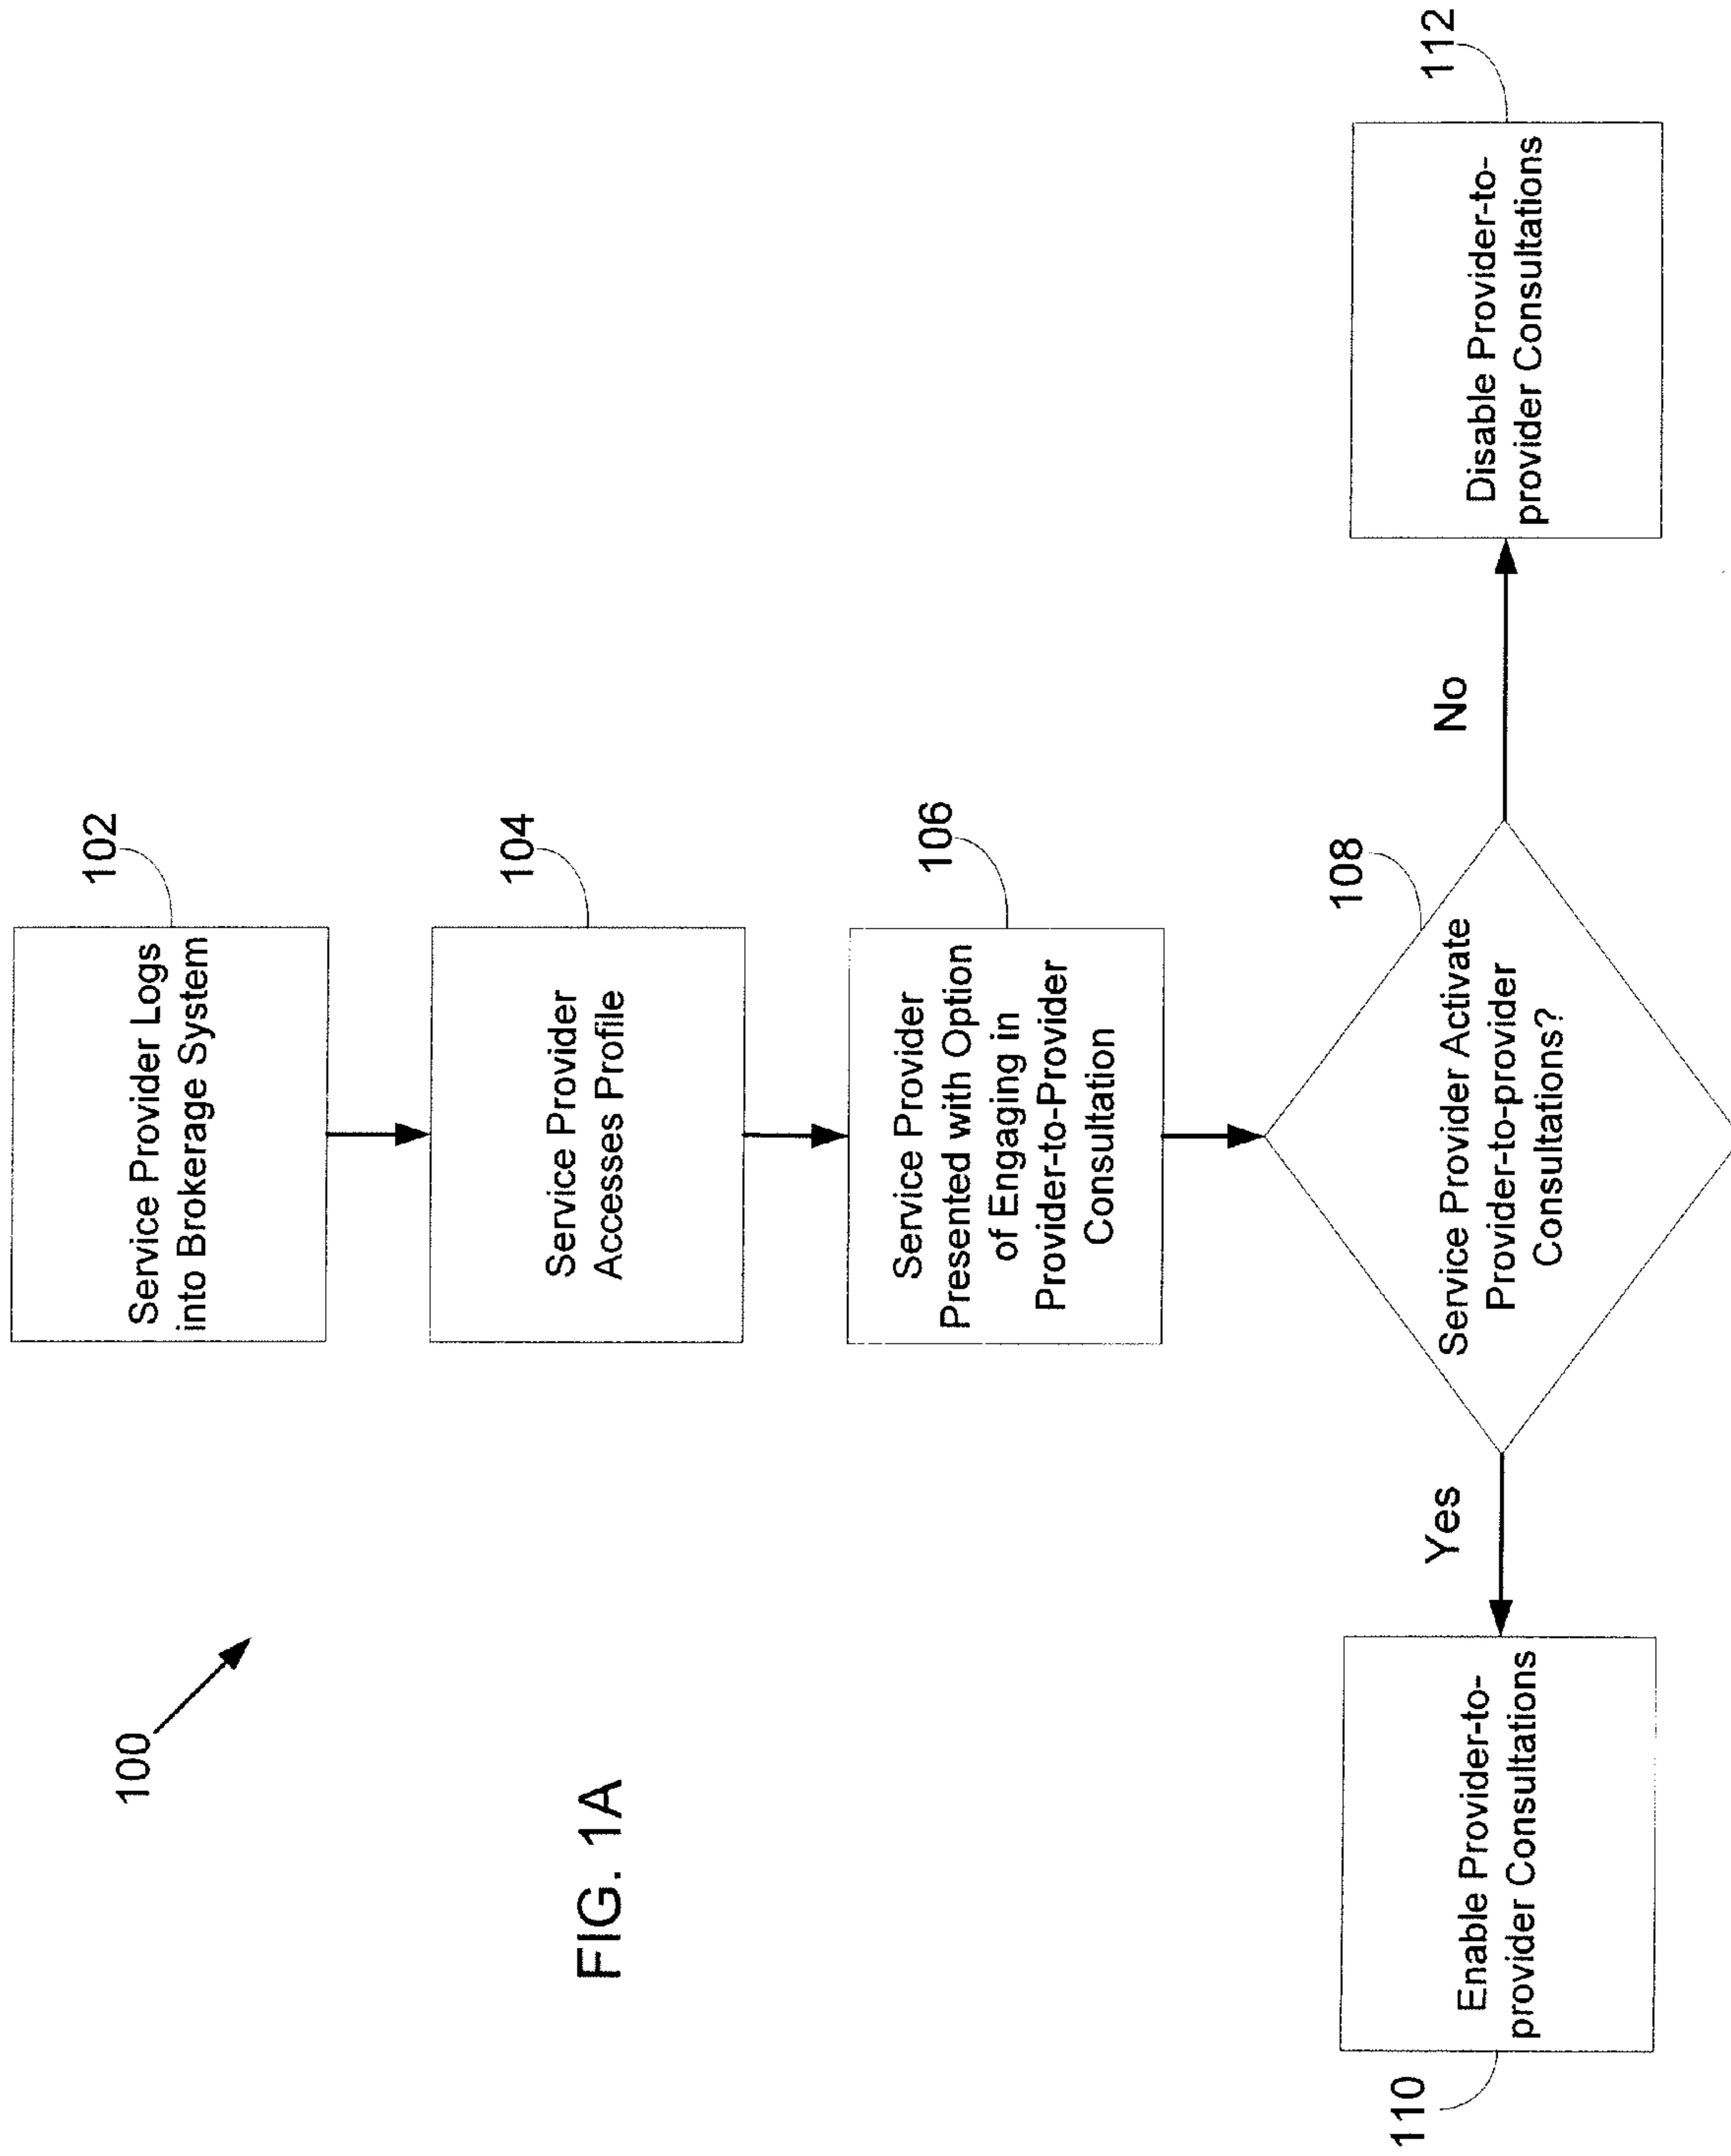 100
102
Service Provider Logs
into Brokerage System
104
Service Provider
Accesses Profile
FIG. 1A
106
Service Provider
Presented with Option
of Engaging in
Provider-to-Provider
Consultation
108
Service Provider Activate
Provider-to-provider
Consultations?
Yes
No
110
Enable Provider-to-
provider Consultations
112
Disable Provider-to-
provider Consultations